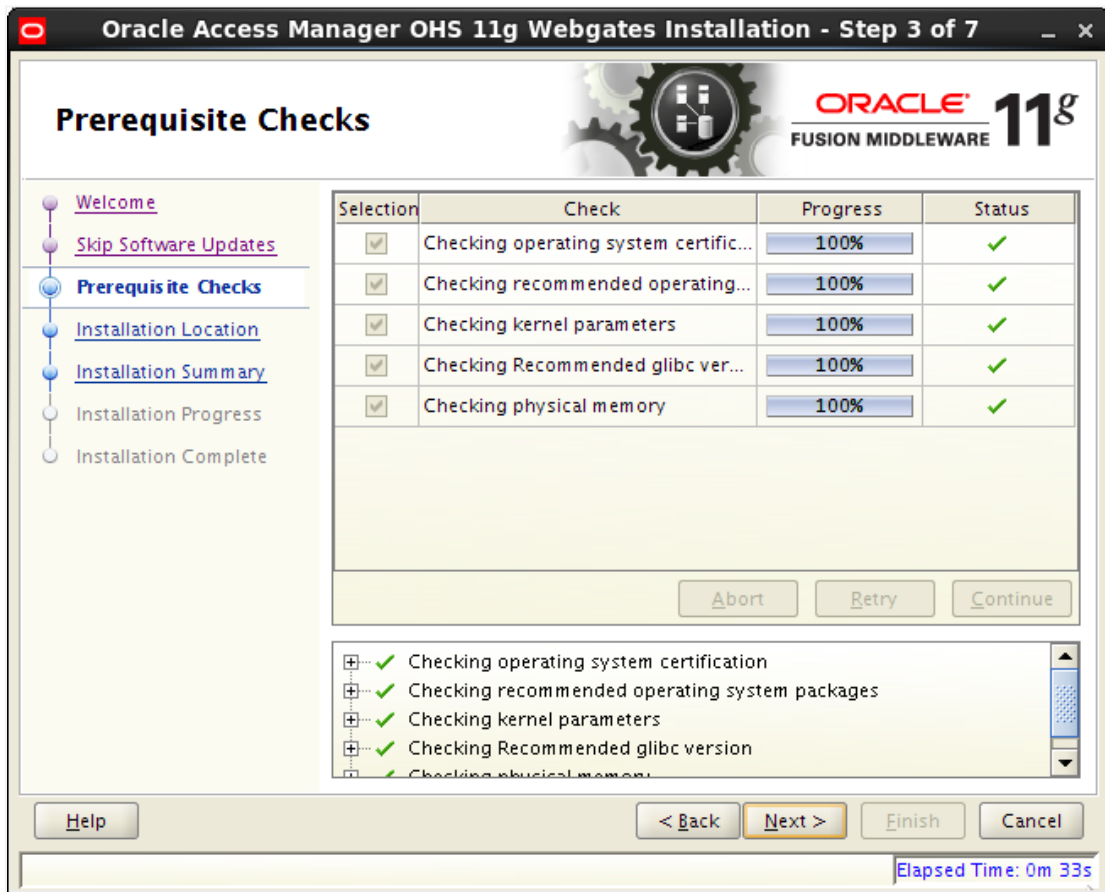 Oracle Access Manager OHS 11g Webgates Installation - Step 3 of 7
Prerequisite Checks
ORACLE
FUSION MIDDLEWARE
11g
Welcome
Skip Software Updates
Prerequisite Checks
Installation Location
Installation Summary
Installation Progress
Installation Complete
Selection Check Progress Status
Checking operating system certific... 100%
Checking recommended operating... 100%
Checking kernel parameters 100%
Checking Recommended glibc ver... 100%
Checking physical memory 100%
Abort Retry Continue
Checking operating system certification
Checking recommended operating system packages
Checking kernel parameters
Checking Recommended glibc version
Checking physical memory
Help < Back Next > Finish Cancel
Elapsed Time: 0m 33s